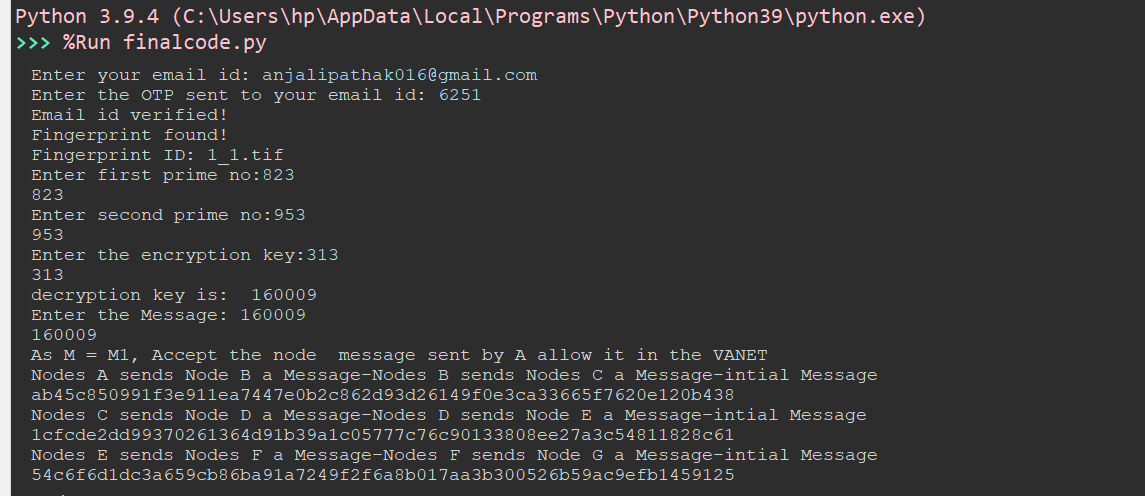 Python 3.9.4 (C:\Users\hp\AppData\Local\Programs\Python\Python39\python.exe)
>>> %Run finalcode.py
Enter your email id: anjalipathak016@gmail.com
Enter the OTP sent to your email id: 6251
Email id verified!
Fingerprint found!
Fingerprint ID: 1_1.tif
Enter first prime no:823
823
Enter second prime no:953
953
Enter the encryption key:313
313
decryption key is:  160009
Enter the Message: 160009
160009
As M = M1, Accept the node  message sent by A allow it in the VANET
Nodes A sends Node B a Message-Nodes B sends Nodes C a Message-intial Message
ab45c850991f3e911ea7447e0b2c862d93d26149f0e3ca33665f7620e120b438
Nodes C sends Node D a Message-Nodes D sends Node E a Message-intial Message
1cfcde2dd99370261364d91b39a1c05777c76c90133808ee27a3c54811828c61
Nodes E sends Nodes F a Message-Nodes F sends Node G a Message-intial Message
54c6f6d1dc3a659cb86ba91a7249f2f6a8b017aa3b300526b59ac9efb1459125